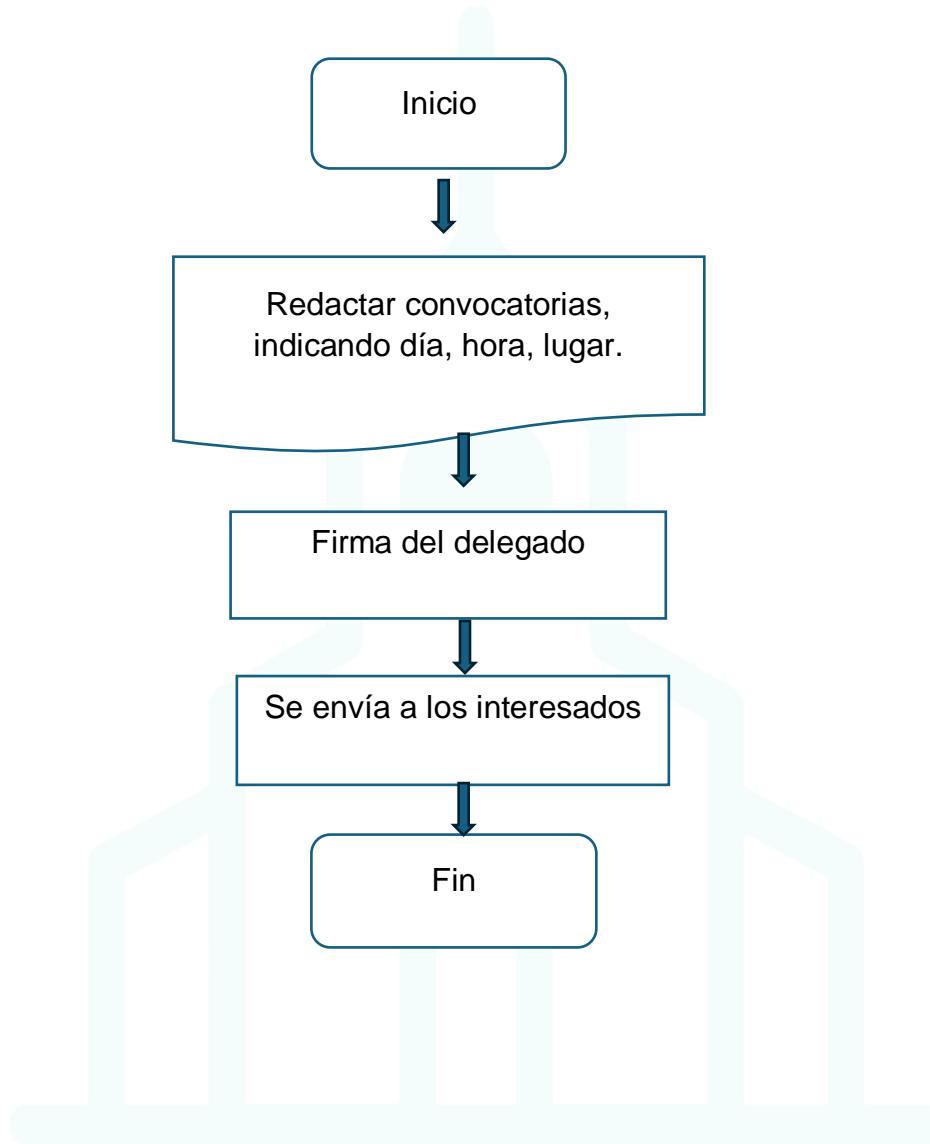 Inicio
Redactar convocatorias,
indicando día, hora, lugar.
Firma del delegado
Se envía a los interesados
Fin